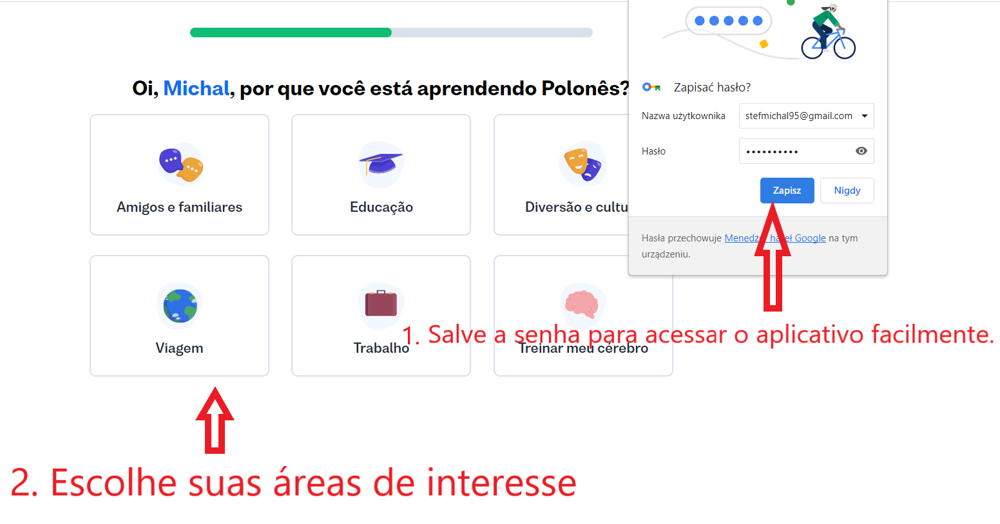 Oi, Michal, por que você está aprendendo Polonês?
Amigos e familiares
Educação
Diversão e cultu
Viagem
Trabalho
Treinar meu cérebro
Zapisać hasło?
Nazwa użytkownika
stefmichal95@gmail.com
Hasło
••••••••••
Zapisz
Nigdy
Hasła przechowuje Menedżer haseł Google na tym
urządzeniu.
1. Salve a senha para acessar o aplicativo facilmente.
2. Escolhe suas áreas de interesse